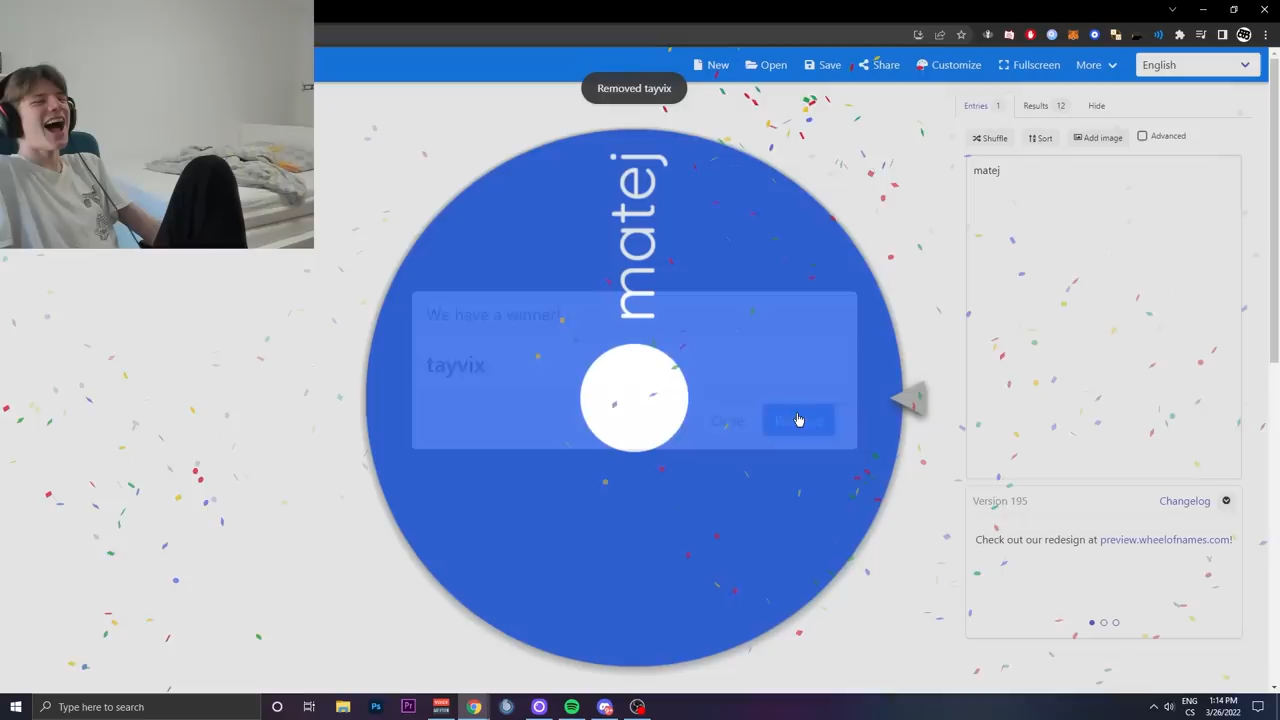 New
Open
Save
Share
Customize
Fullscreen
More
English
Removed tayvix
Entries 1
Results 12
Hide
Shuffle
Sort
Add image
Advanced
matej
matej
We have a winner!
tayvix
Close
Remove
Version 195
Changelog
Check out our redesign at preview.wheelofnames.com!
Type here to search
ENG
CS
1:14 PM
3/26/2022